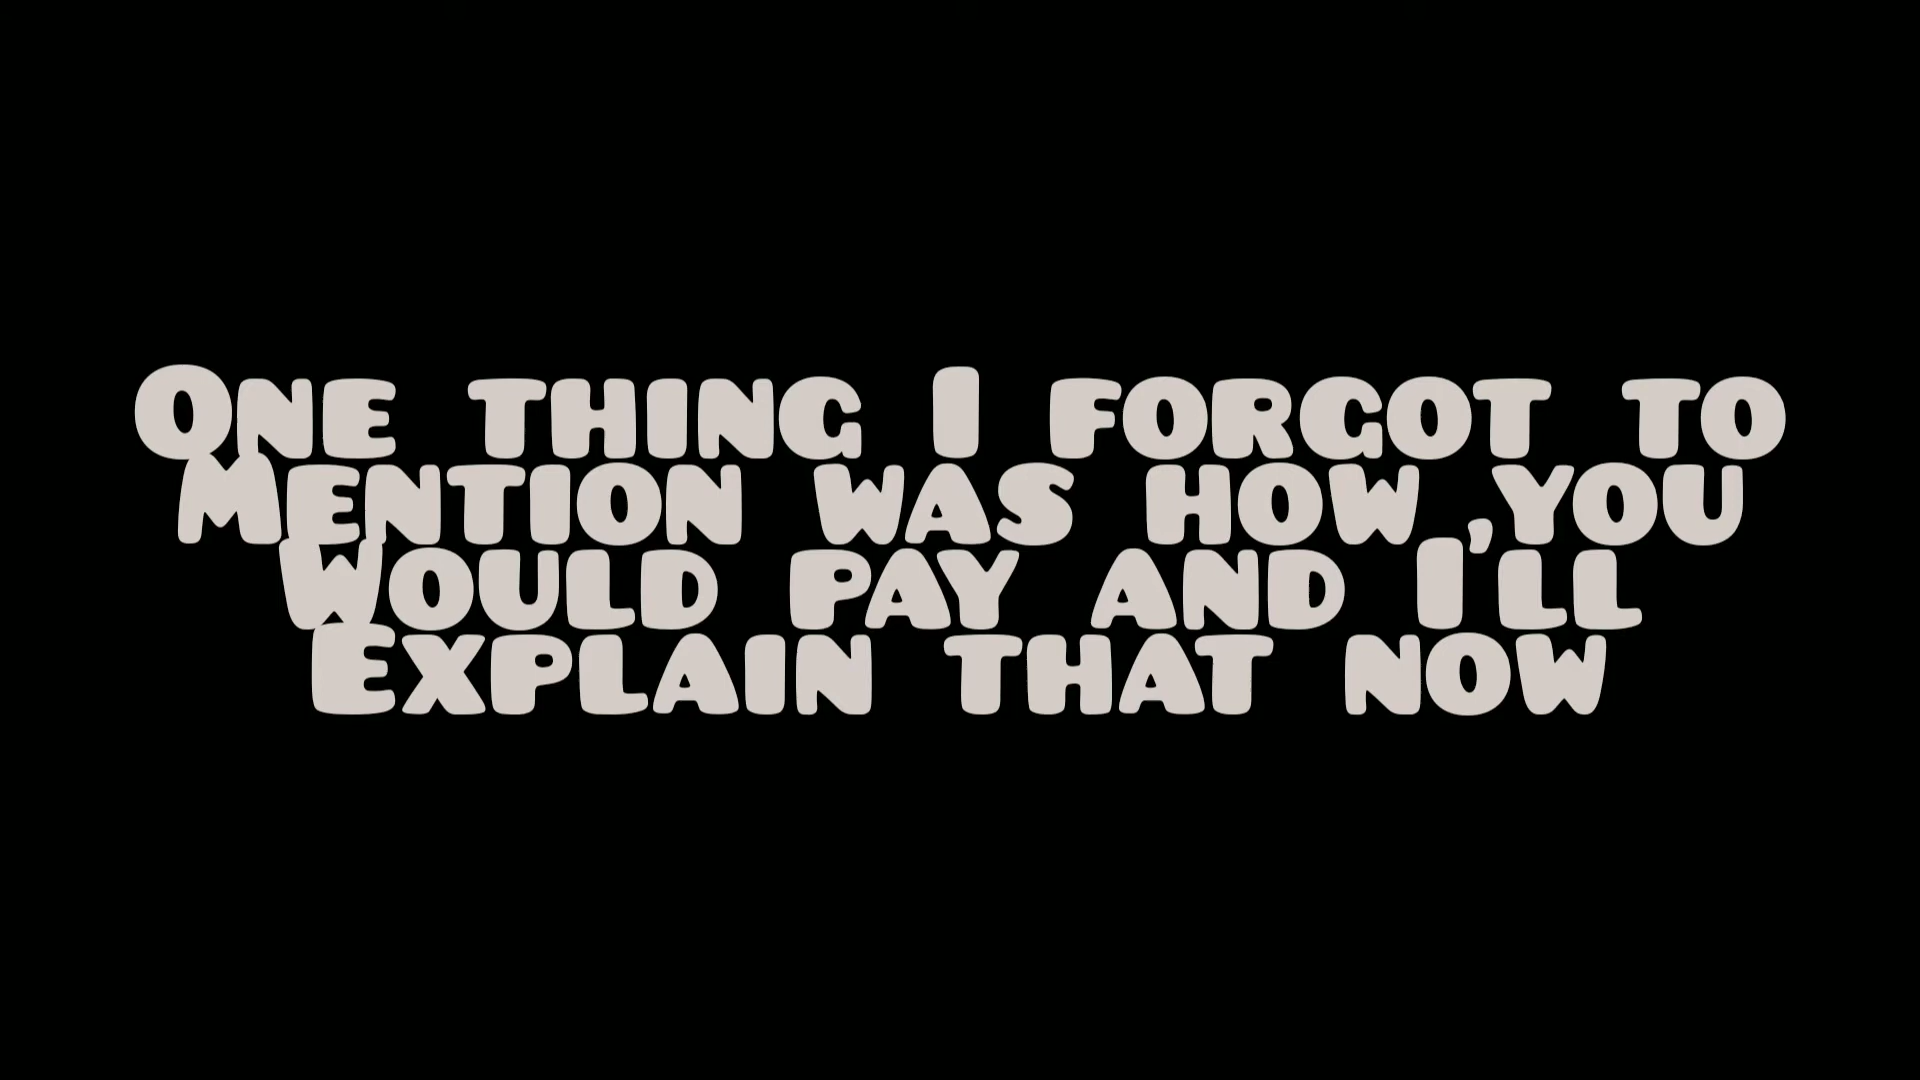 One thing I forgot to
Mention was how you
Would pay and I'll
Explain that now